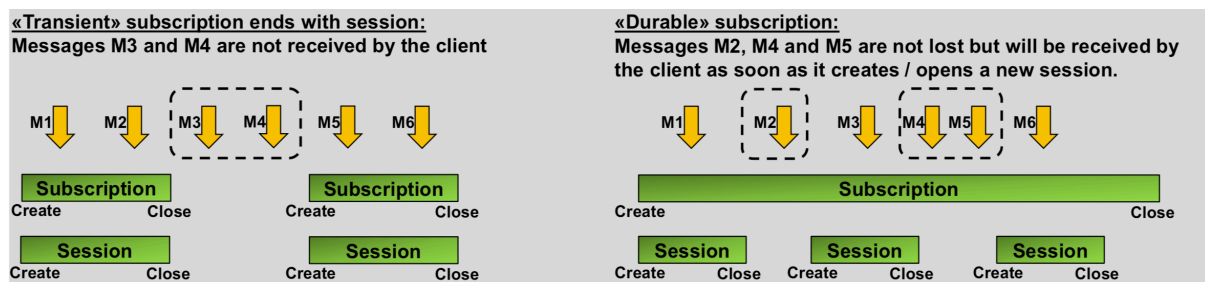 «Transient» subscription ends with session:
Messages M3 and M4 are not received by the client
M1 M2 M3 M4 M5 M6
Subscription Subscription
Create Close Create Close
Session Session
Create Close Create Close
«Durable» subscription:
Messages M2, M4 and M5 are not lost but will be received by
the client as soon as it creates / opens a new session.
M1 M2 M3 M4 M5 M6
Subscription
Create Close
Session Session Session
Create Close Create Close Create Close